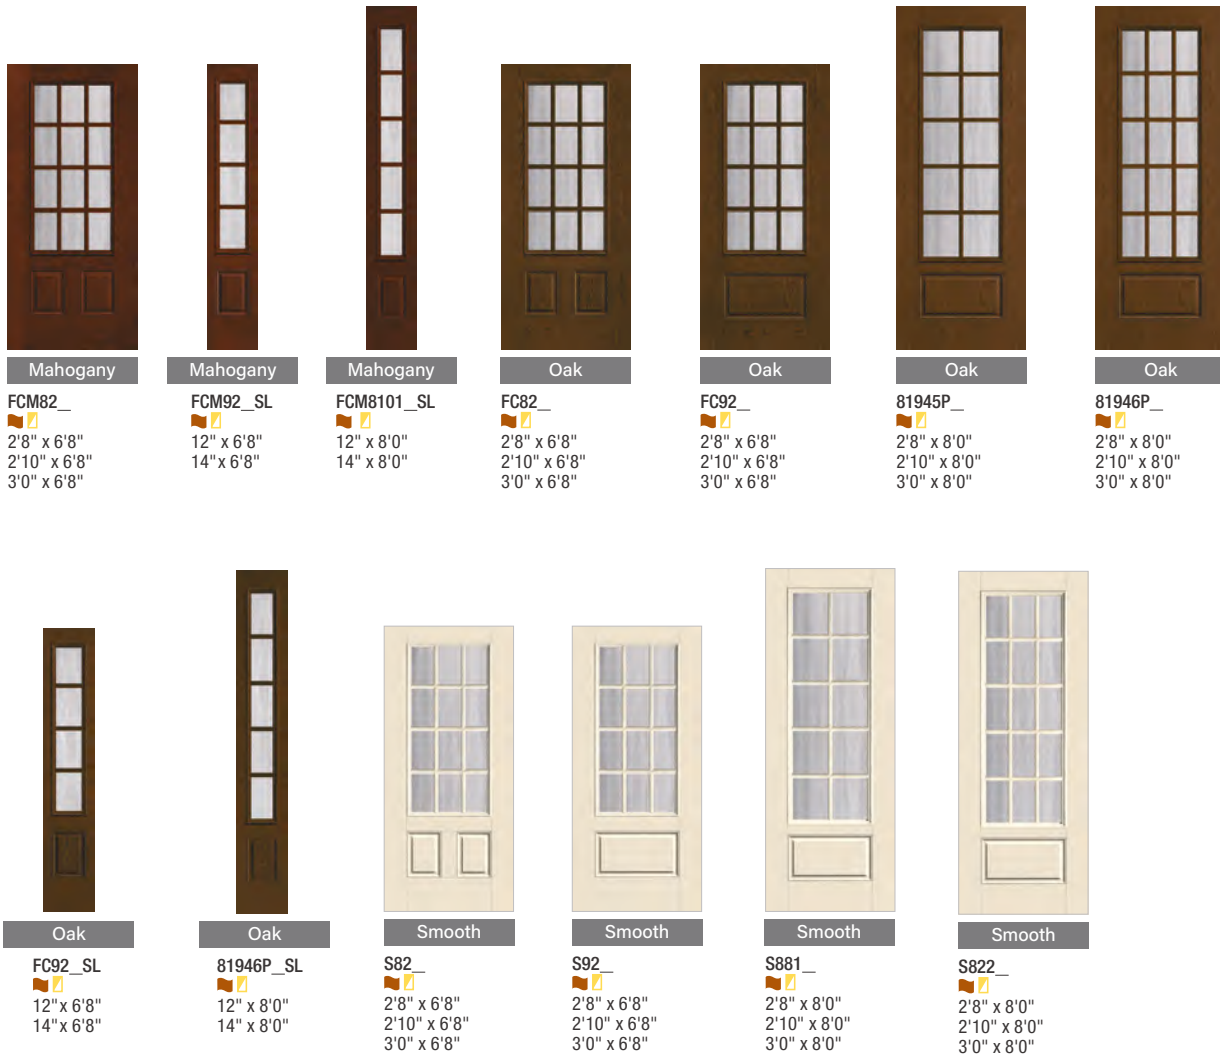 Mahogany
FCM82_
2'8" x 6'8"
2'10" x 6'8"
3'0" x 6'8"
Mahogany
FCM92_SL
12" x 6'8"
14"x 6'8"
Mahogany
FCM8101_SL
12" x 8'0"
14" x 8'0"
Oak
FC82_
2'8" x 6'8"
2'10" x 6'8"
3'0" x 6'8"
Oak
FC92_
2'8" x 6'8"
2'10" x 6'8"
3'0" x 6'8"
Oak
81945P_
2'8" x 8'0"
2'10" x 8'0"
3'0" x 8'0"
Oak
81946P_
2'8" x 8'0"
2'10" x 8'0"
3'0" x 8'0"
Oak
FC92_SL
12"x 6'8"
14"x 6'8"
Oak
81946P_SL
12" x 8'0"
14" x 8'0"
Smooth
S82_
2'8" x 6'8"
2'10" x 6'8"
3'0" x 6'8"
Smooth
S92_
2'8" x 6'8"
2'10" x 6'8"
3'0" x 6'8"
Smooth
S881_
2'8" x 8'0"
2'10" x 8'0"
3'0" x 8'0"
Smooth
S822_
2'8" x 8'0"
2'10" x 8'0"
3'0" x 8'0"